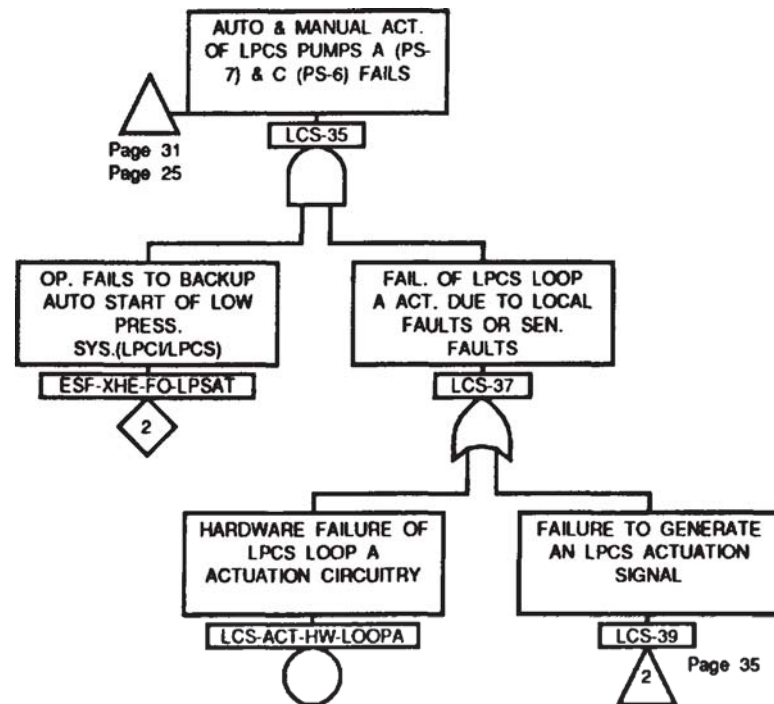 AUTO & MANUAL ACT.
OF LPCS PUMPS A (PS-
7) & C (PS-6) FAILS
LCS-35
Page 31
Page 25
OP. FAILS TO BACKUP
AUTO START OF LOW
PRESS.
SYS.(LPCI/LPCS)
ESF-XHE-FO-LPSAT
2
FAIL. OF LPCS LOOP
A ACT. DUE TO LOCAL
FAULTS OR SEN.
FAULTS
LCS-37
HARDWARE FAILURE OF
LPCS LOOP A
ACTUATION CIRCUITRY
LCS-ACT-HW-LOOPA
FAILURE TO GENERATE
AN LPCS ACTUATION
SIGNAL
LCS-39
2
Page 35